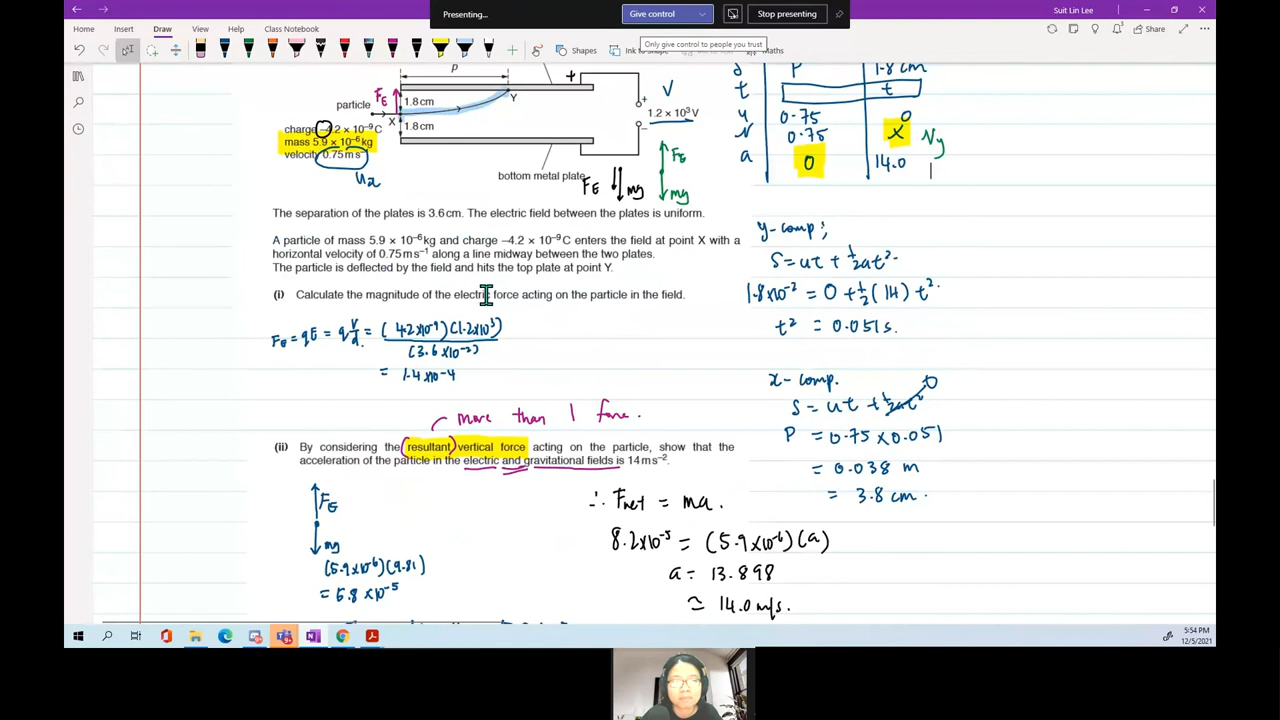 Presenting...
Give control
Stop presenting
Suit Lin Lee
Only give control to people you trust
Home
Insert
Draw
View
Help
Class Notebook
Share
Shapes
Ink to
Maths
P
p
1.8 cm
t
t
u
0.75
0
v
0.75
x
Vy
a
0
14.0
+
V
Y
F_E
1.8 cm
particle
X
1.8 cm
+
1.2 × 10³ V
−
charge −4.2 × 10⁻⁹ C
mass 5.9 × 10⁻⁶ kg
velocity 0.75 m s⁻¹
ux
bottom metal plate
F_E
mg
F_E
mg
The separation of the plates is 3.6 cm. The electric field between the plates is uniform.
A particle of mass 5.9 × 10⁻⁶ kg and charge −4.2 × 10⁻⁹ C enters the field at point X with a
horizontal velocity of 0.75 m s⁻¹ along a line midway between the two plates.
The particle is deflected by the field and hits the top plate at point Y.
(i) Calculate the magnitude of the electric force acting on the particle in the field.
F_E = qE = q V/d = (4.2×10⁻⁹)(1.2×10³)
(3.6×10⁻²)
= 1.4×10⁻⁴
more than 1 force.
(ii) By considering the resultant vertical force acting on the particle, show that the
acceleration of the particle in the electric and gravitational fields is 14 m s⁻².
F_E
mg
(5.9×10⁻⁶)(9.81)
= 5.8×10⁻⁵
∴ Fnet = ma.
8.2×10⁻⁵ = (5.9×10⁻⁶)(a)
a = 13.898
≈ 14.0 m/s.
y-comp;
S = ut + ½at²
1.8×10⁻² = 0 + ½(14)t²
t² = 0.051s.
x-comp.
0
S = ut + ½at²
P = 0.75 × 0.051
= 0.038 m
= 3.8 cm.
5:54 PM
12/5/2021